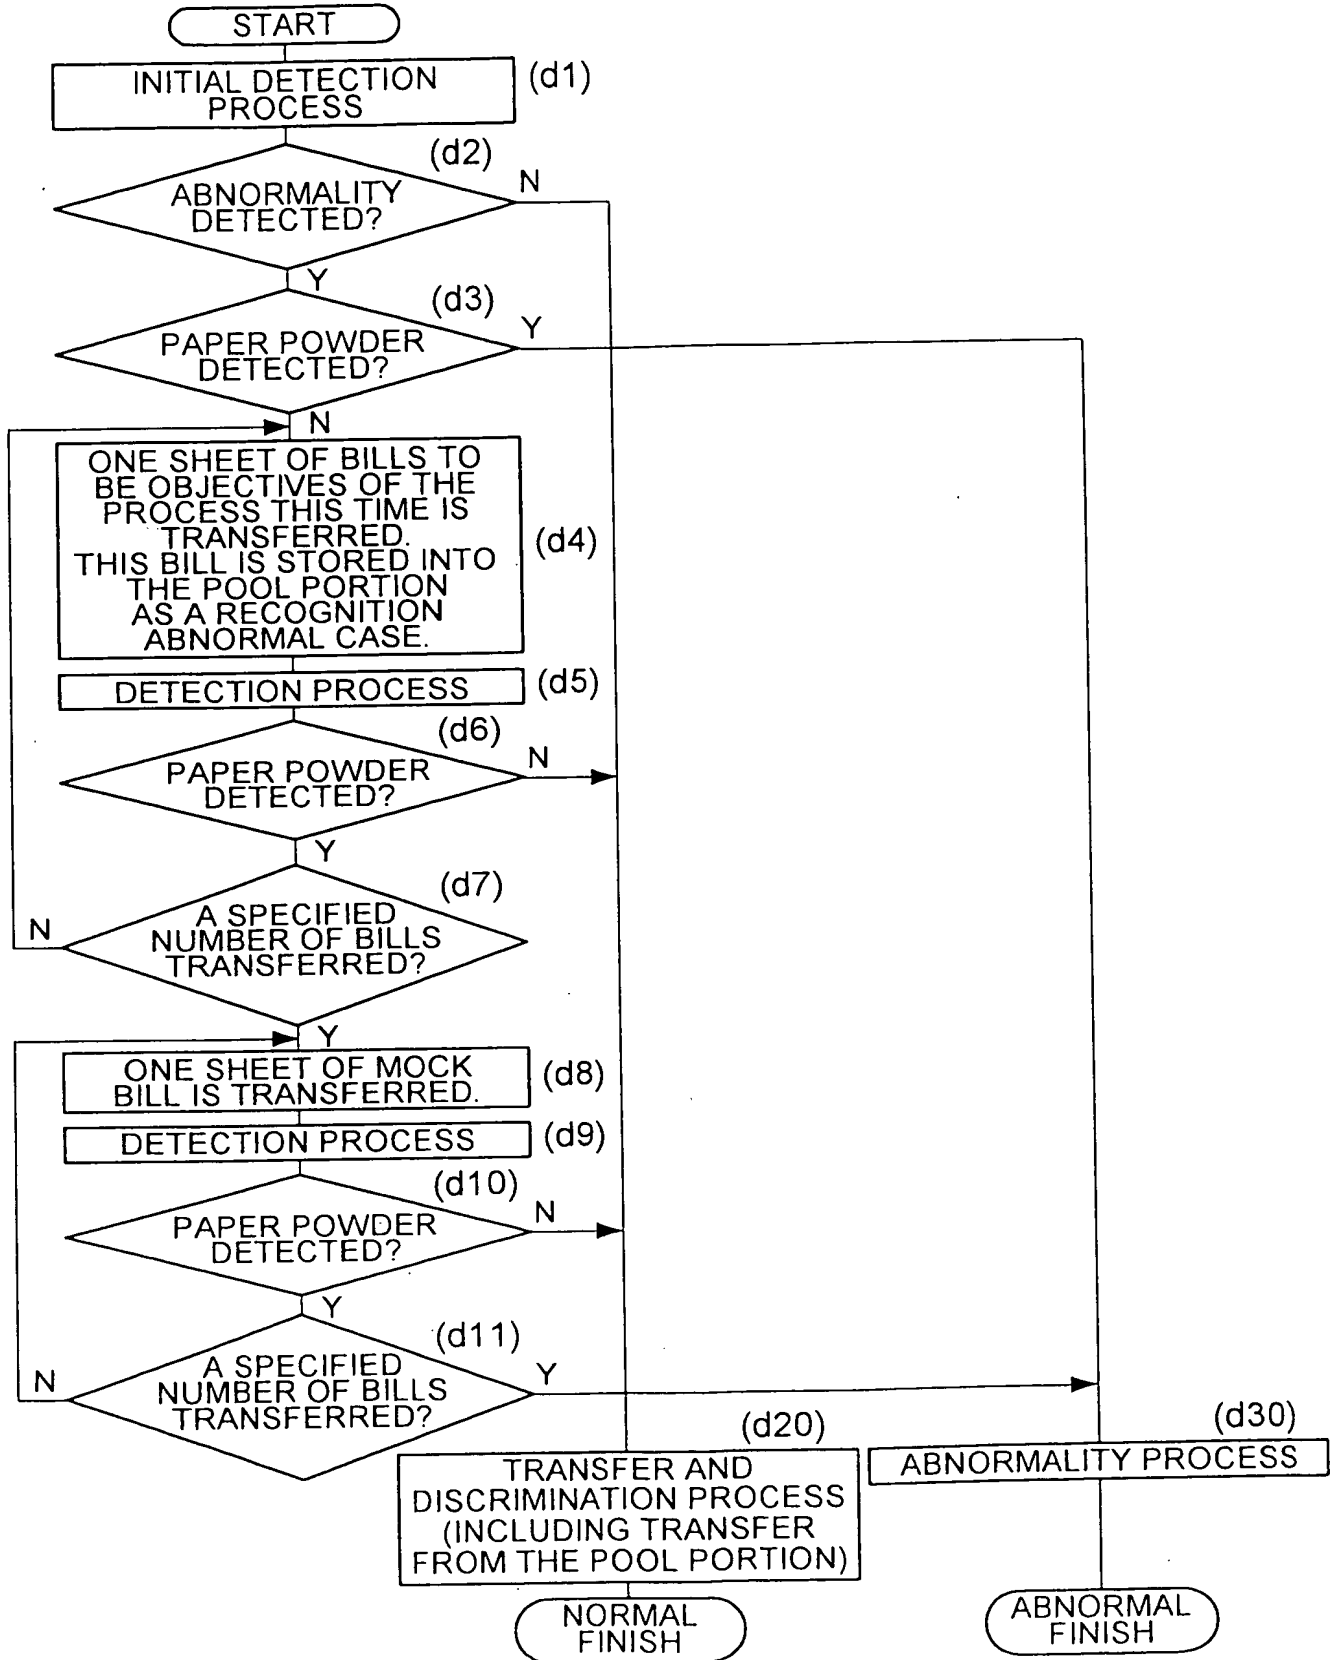 START
INITIAL DETECTION
PROCESS
(d1)
(d2)
ABNORMALITY
DETECTED?
N
Y
(d3)
PAPER POWDER
DETECTED?
Y
N
ONE SHEET OF BILLS TO
BE OBJECTIVES OF THE
PROCESS THIS TIME IS
TRANSFERRED.
THIS BILL IS STORED INTO
THE POOL PORTION
AS A RECOGNITION
ABNORMAL CASE.
(d4)
DETECTION PROCESS
(d5)
(d6)
PAPER POWDER
DETECTED?
N
Y
(d7)
A SPECIFIED
NUMBER OF BILLS
TRANSFERRED?
N
Y
ONE SHEET OF MOCK
BILL IS TRANSFERRED.
(d8)
DETECTION PROCESS
(d9)
(d10)
PAPER POWDER
DETECTED?
N
Y
(d11)
A SPECIFIED
NUMBER OF BILLS
TRANSFERRED?
N
Y
(d20)
TRANSFER AND
DISCRIMINATION PROCESS
(INCLUDING TRANSFER
FROM THE POOL PORTION)
(d30)
ABNORMALITY PROCESS
NORMAL
FINISH
ABNORMAL
FINISH